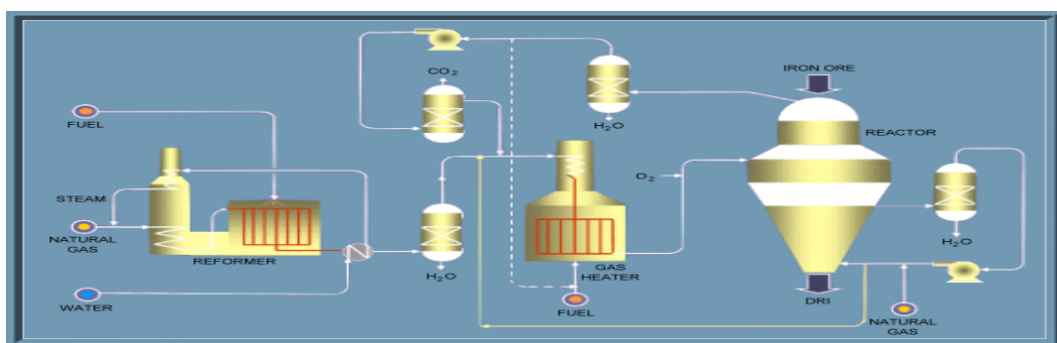 IRON ORE
CO2
FUEL
H2O
REACTOR
O2
STEAM
NATURAL
GAS
REFORMER
H2O
GAS
HEATER
H2O
WATER
FUEL
DRI
NATURAL
GAS